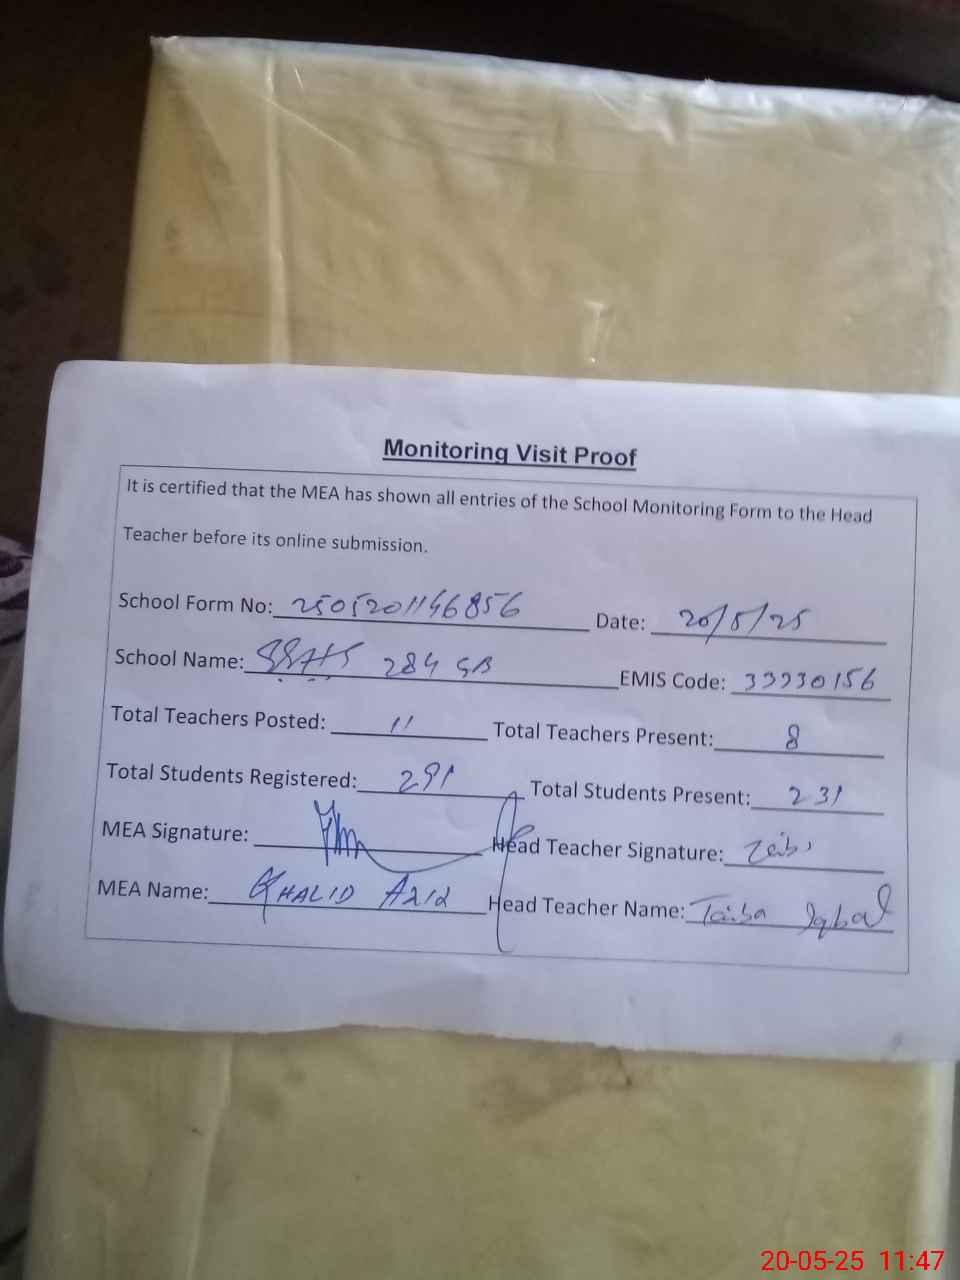 Monitoring Visit Proof
It is certified that the MEA has shown all entries of the School Monitoring Form to the Head
Teacher before its online submission.
School Form No: 2505201146856 Date: 20/5/25
School Name: 284 GB EMIS Code: 33330156
Total Teachers Posted: 11 Total Teachers Present: 8
Total Students Registered: 291 Total Students Present: 231
MEA Signature: Head Teacher Signature:
MEA Name: KHALID AZIZ Head Teacher Name: Taiba Iqbal
20-05-25 11:47